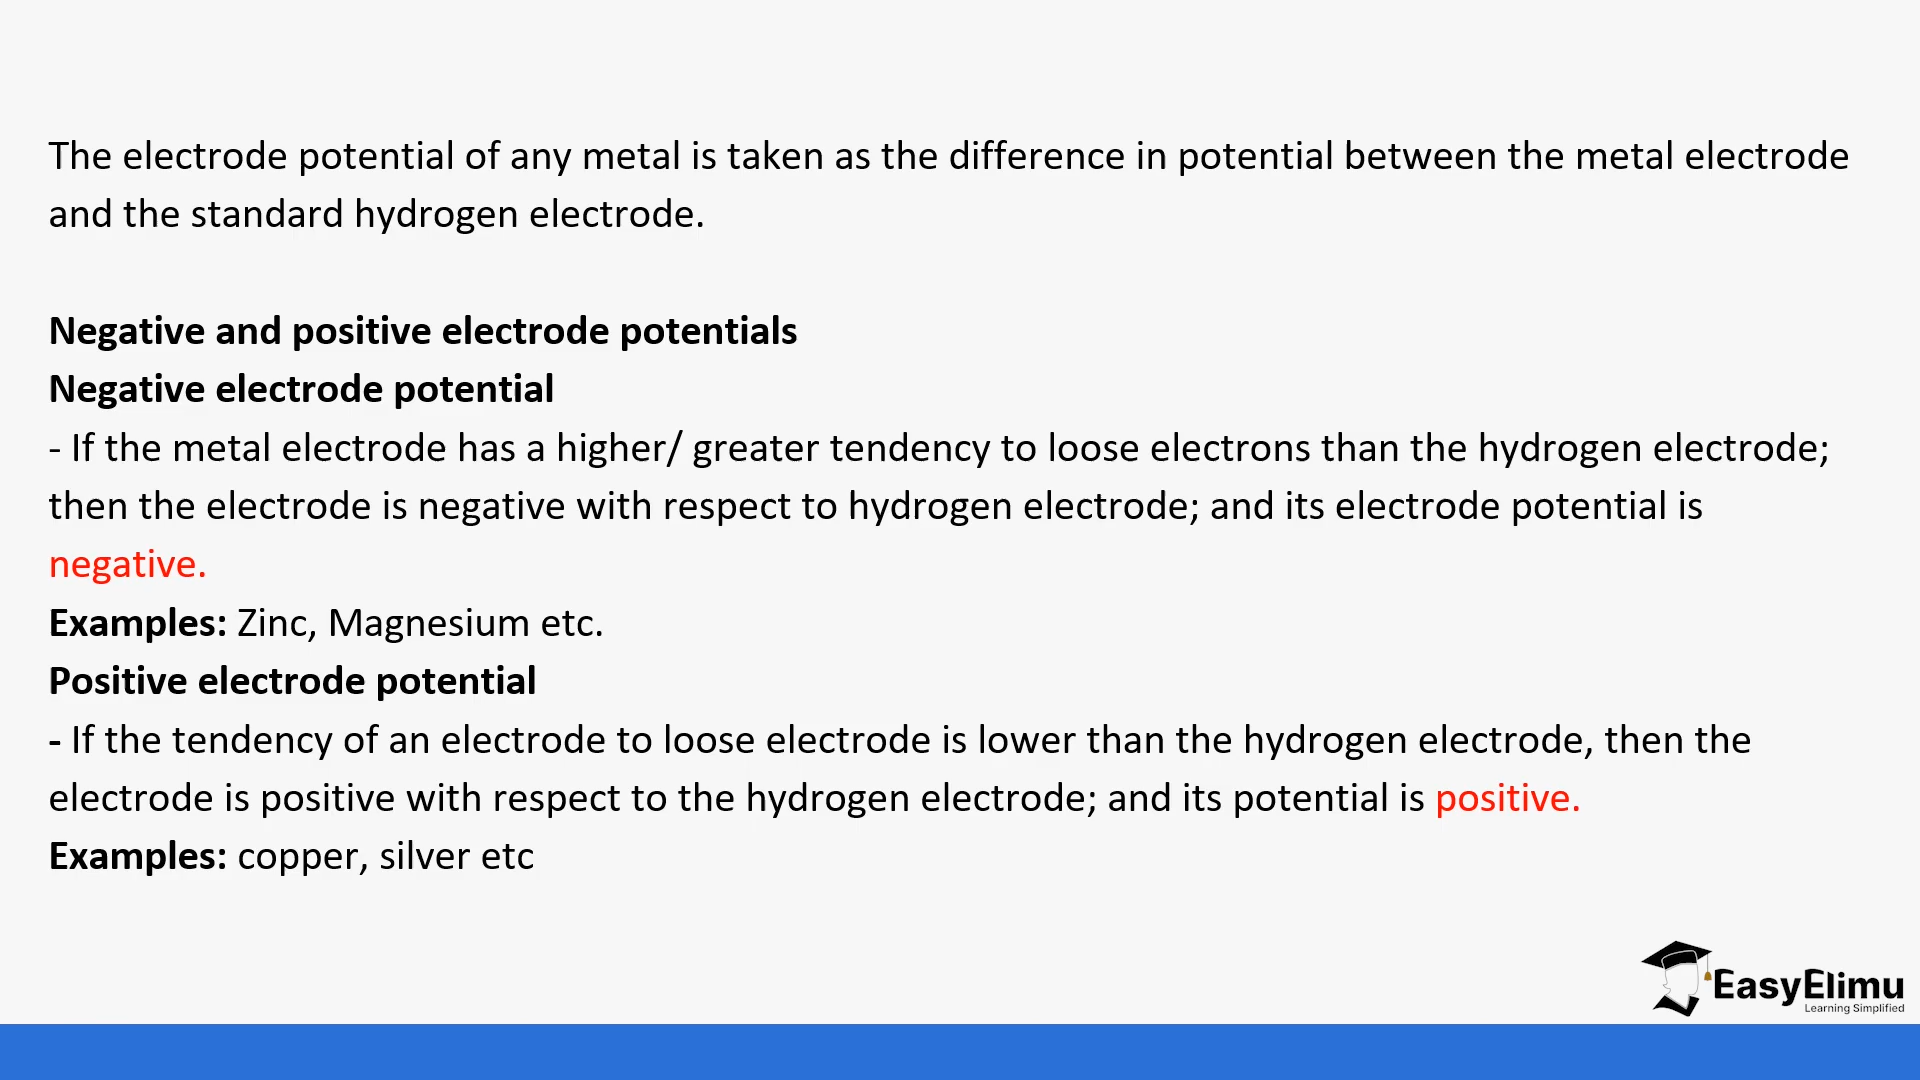 The electrode potential of any metal is taken as the difference in potential between the metal electrode
and the standard hydrogen electrode.
Negative and positive electrode potentials
Negative electrode potential
- If the metal electrode has a higher/ greater tendency to loose electrons than the hydrogen electrode;
then the electrode is negative with respect to hydrogen electrode; and its electrode potential is
negative.
Examples: Zinc, Magnesium etc.
Positive electrode potential
- If the tendency of an electrode to loose electrode is lower than the hydrogen electrode, then the
electrode is positive with respect to the hydrogen electrode; and its potential is positive.
Examples: copper, silver etc
EasyElimu
Learning Simplified